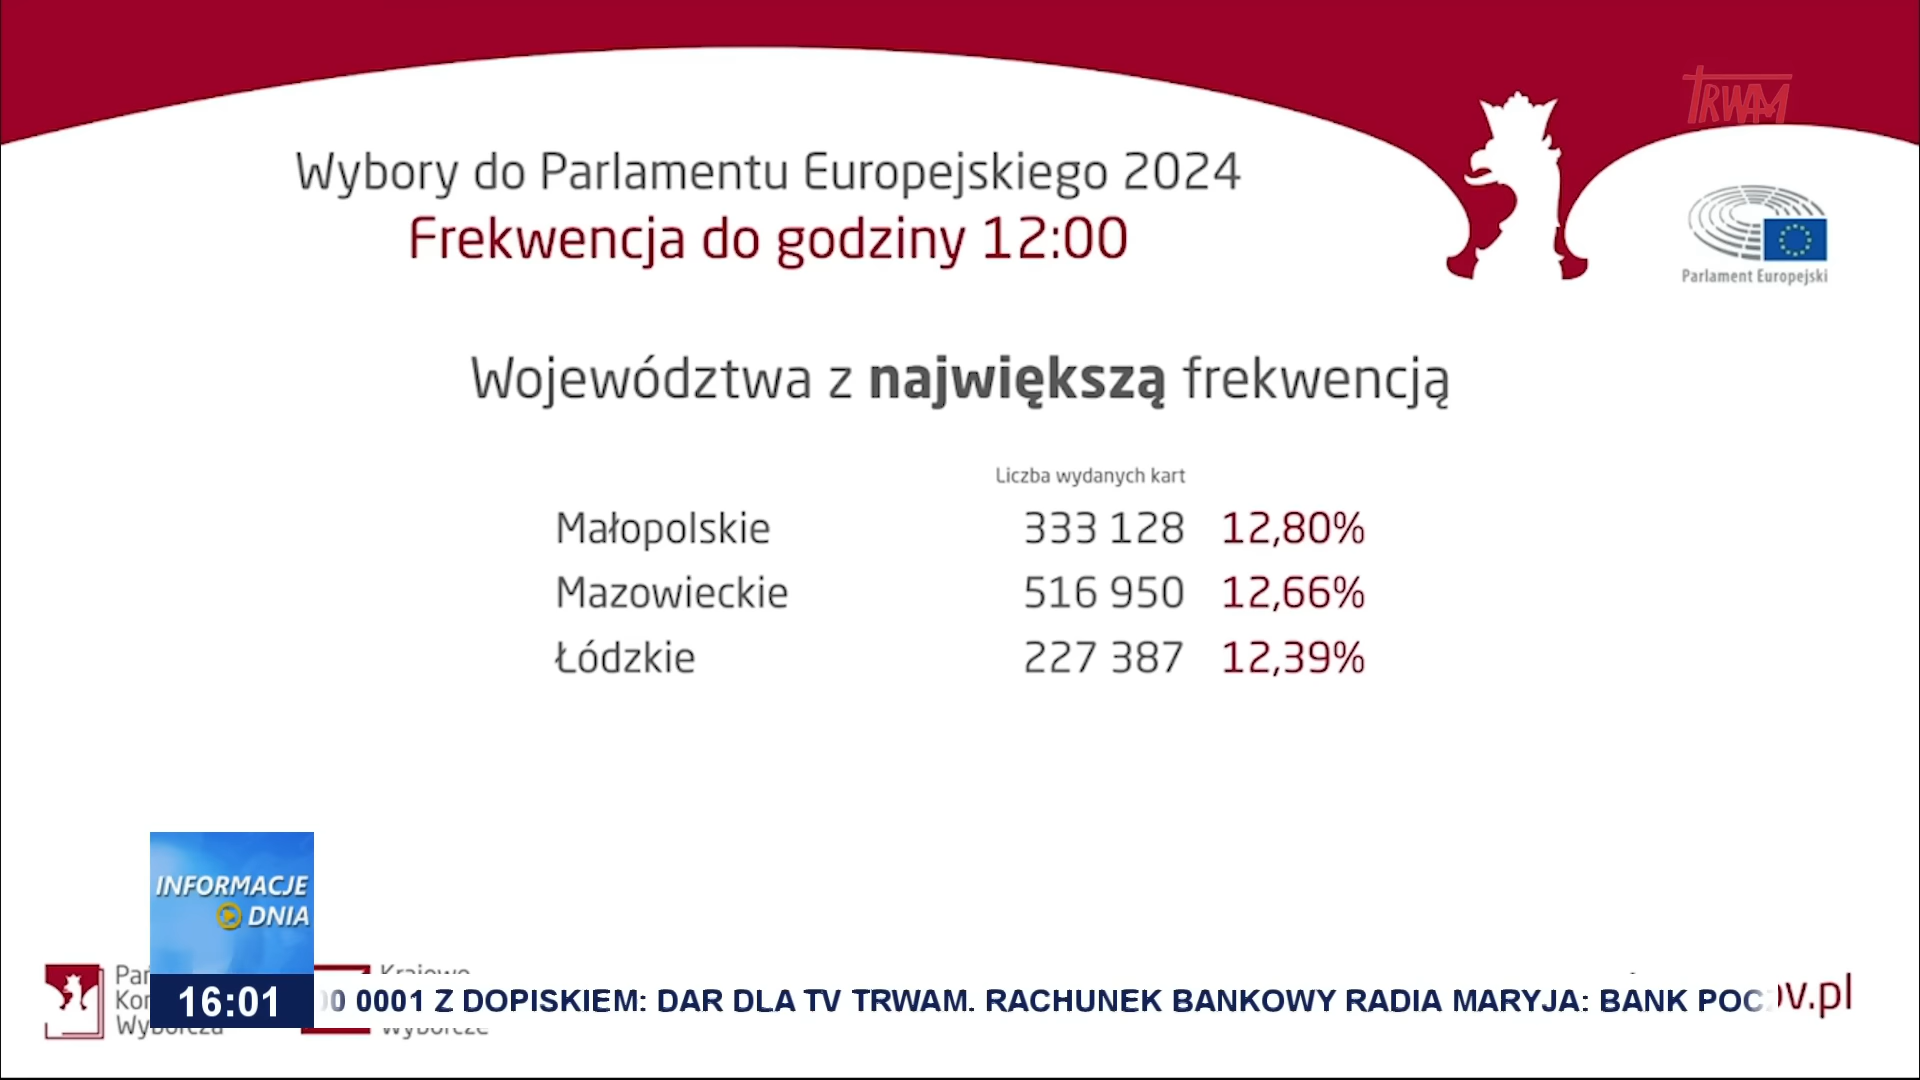 TRWAM
Wybory do Parlamentu Europejskiego 2024
Frekwencja do godziny 12:00
Parlament Europejski
Województwa z największą frekwencją
Liczba wydanych kart
Małopolskie 333 128 12,80%
Mazowieckie 516 950 12,66%
Łódzkie 227 387 12,39%
INFORMACJE
DNIA
16:01
0001 Z DOPISKIEM: DAR DLA TV TRWAM. RACHUNEK BANKOWY RADIA MARYJA: BANK POC
v.pl